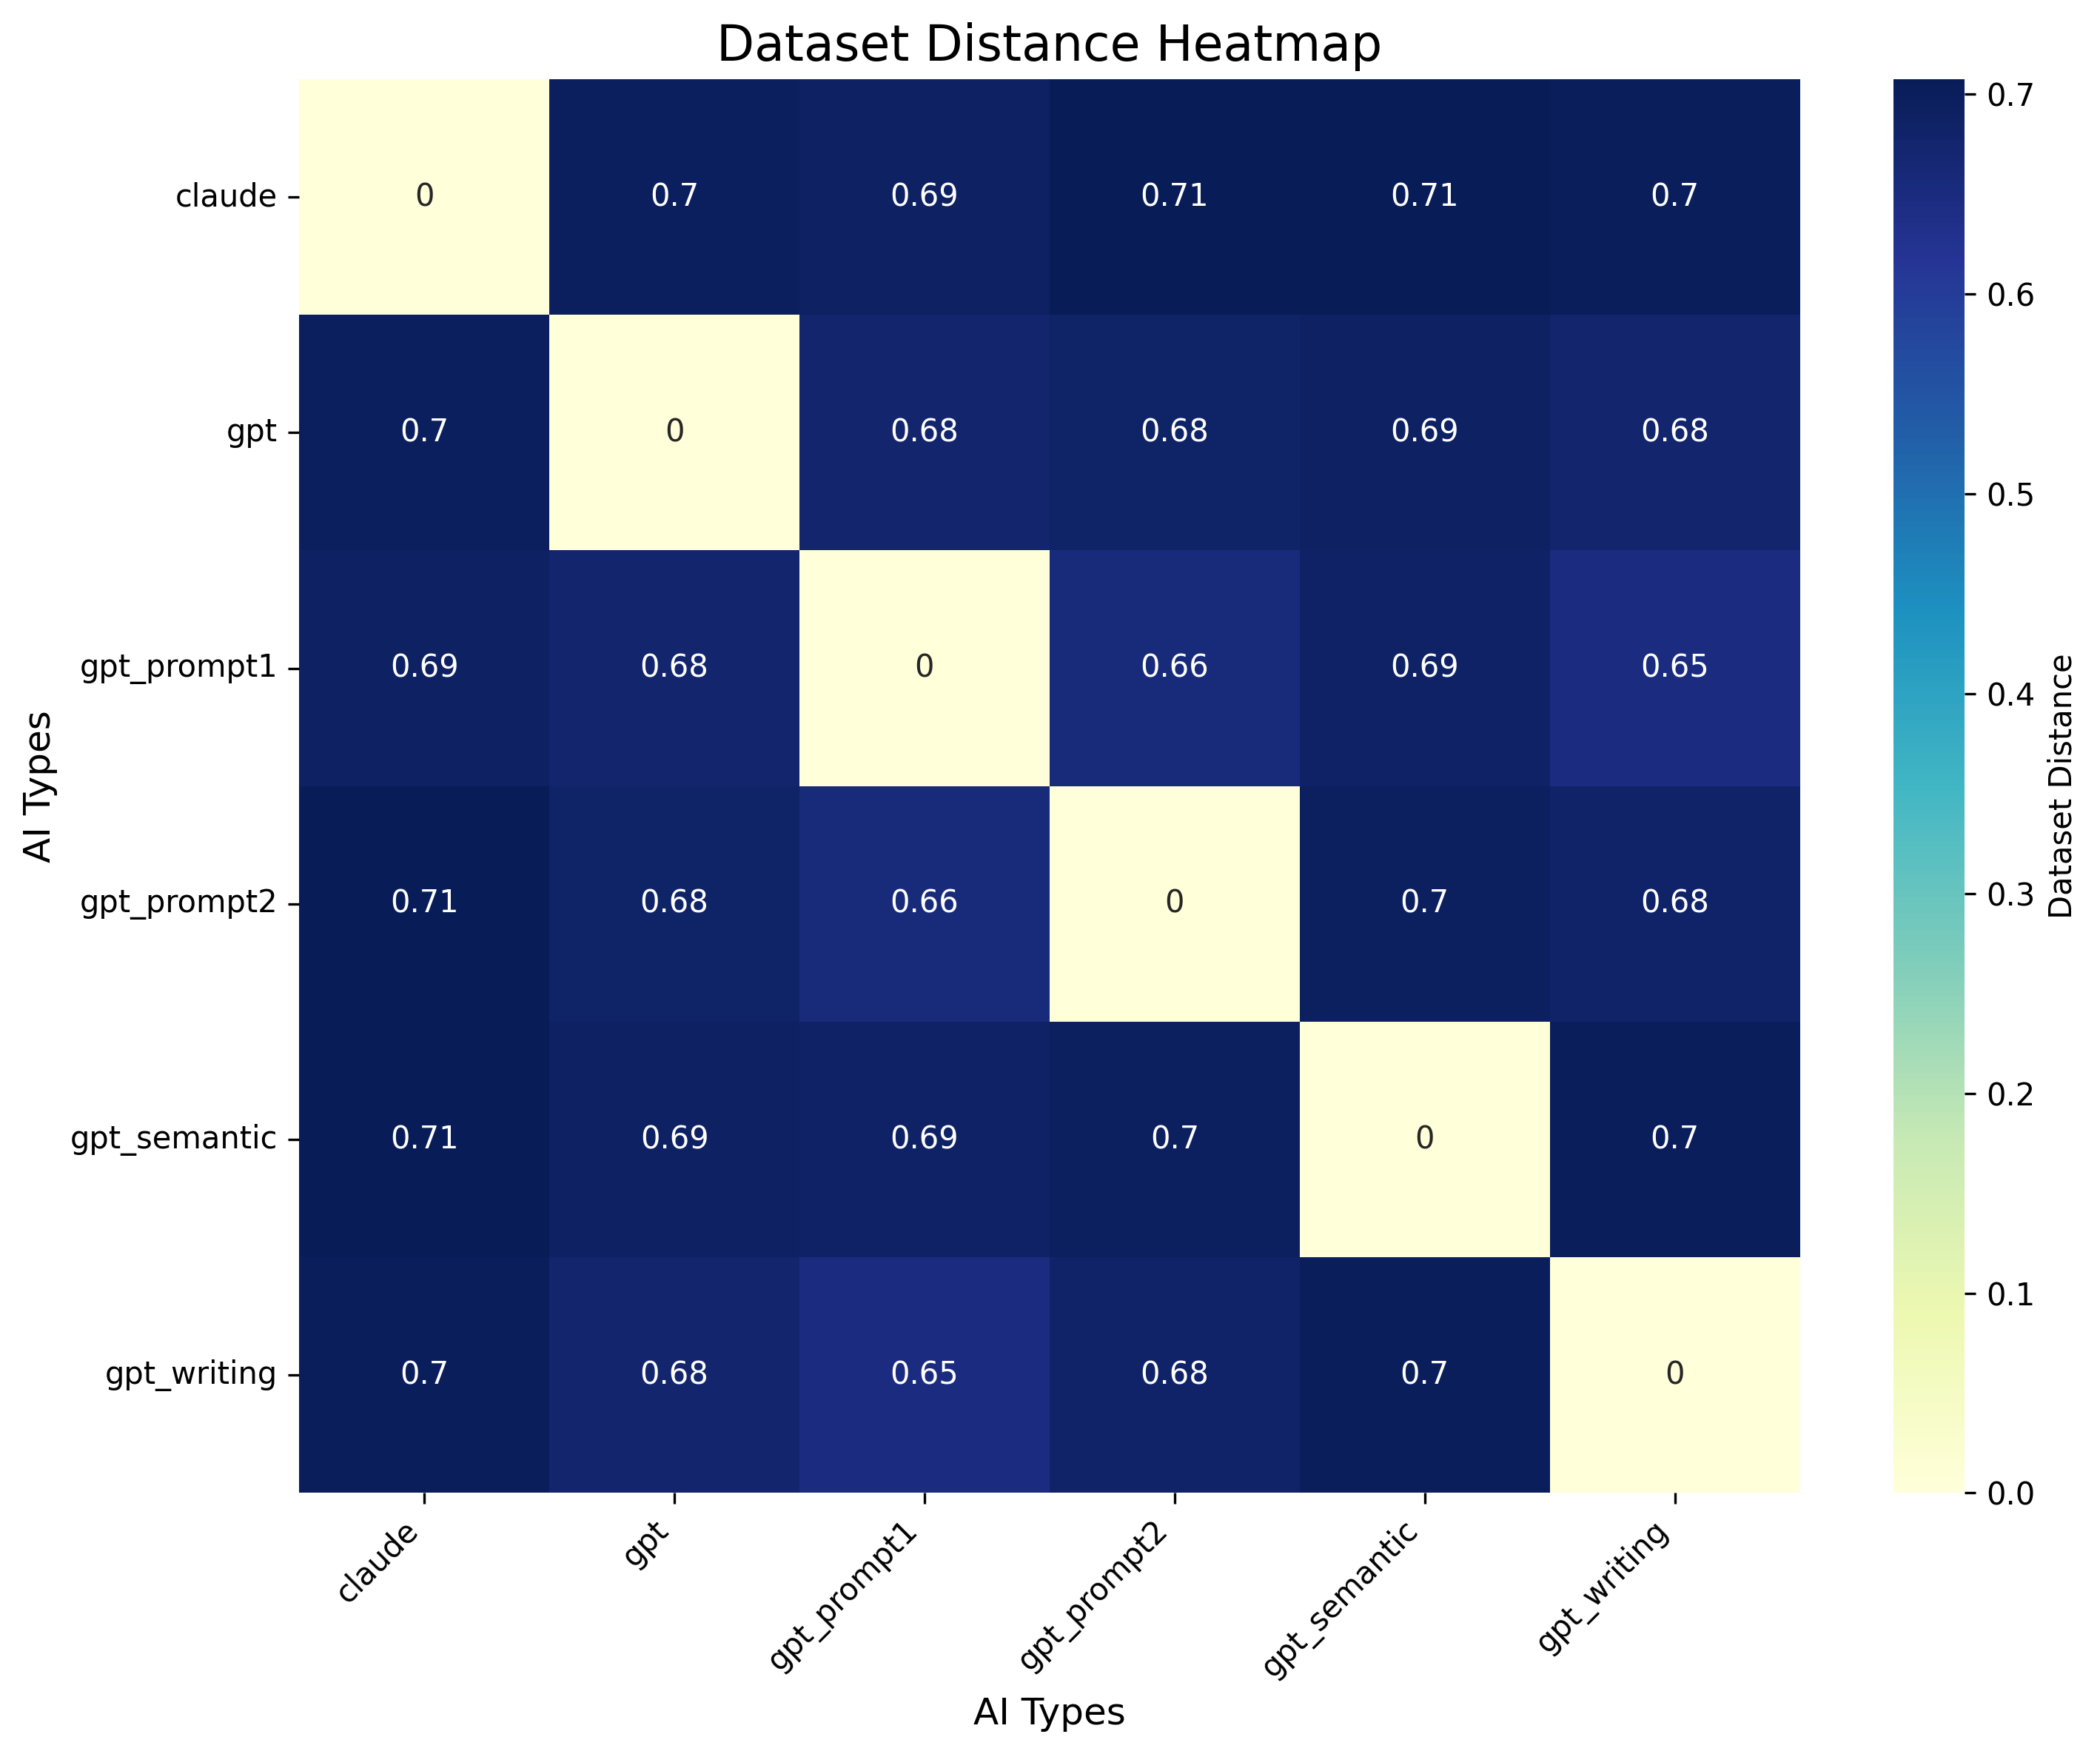 Dataset Distance Heatmap
claude 0 0.7 0.69 0.71 0.71 0.7
gpt 0.7 0 0.68 0.68 0.69 0.68
gpt_prompt1 0.69 0.68 0 0.66 0.69 0.65
gpt_prompt2 0.71 0.68 0.66 0 0.7 0.68
gpt_semantic 0.71 0.69 0.69 0.7 0 0.7
gpt_writing 0.7 0.68 0.65 0.68 0.7 0
AI Types
claude gpt gpt_prompt1 gpt_prompt2 gpt_semantic gpt_writing
AI Types
0.7
0.6
0.5
0.4
0.3
0.2
0.1
0.0
Dataset Distance